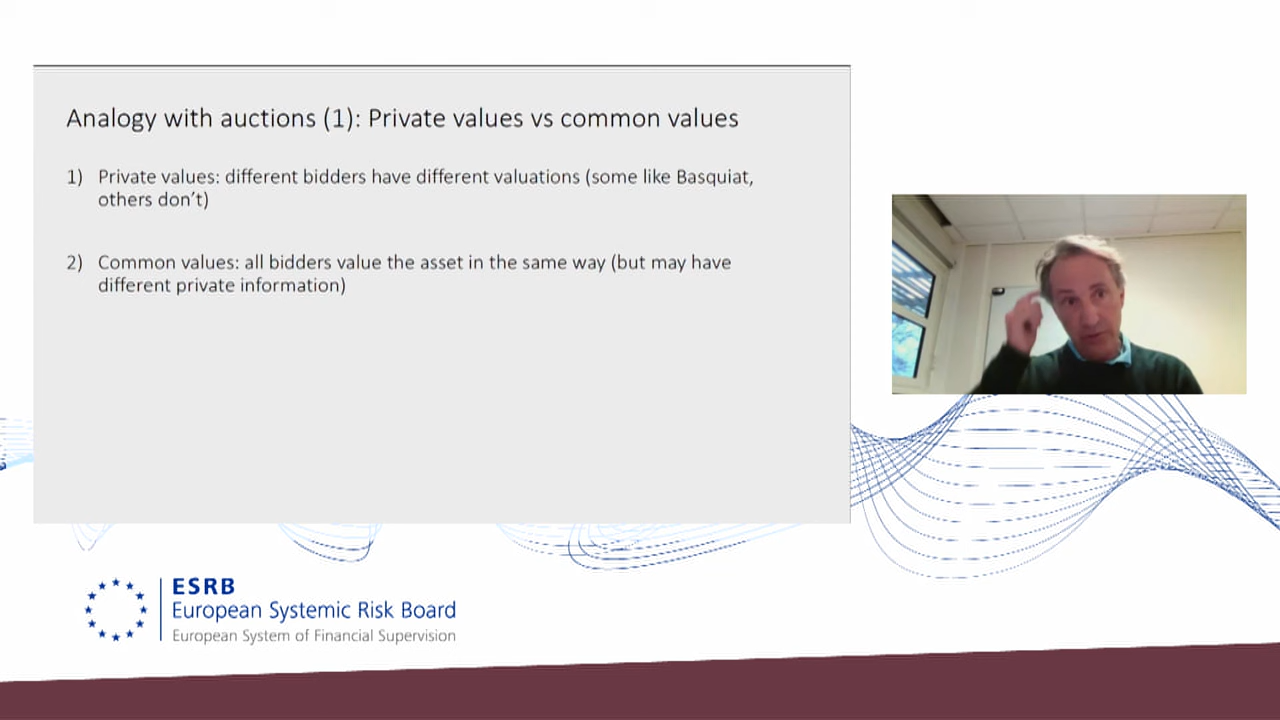 Analogy with auctions (1): Private values vs common values
1) Private values: different bidders have different valuations (some like Basquiat,
others don’t)
2) Common values: all bidders value the asset in the same way (but may have
different private information)
ESRB
European Systemic Risk Board
European System of Financial Supervision